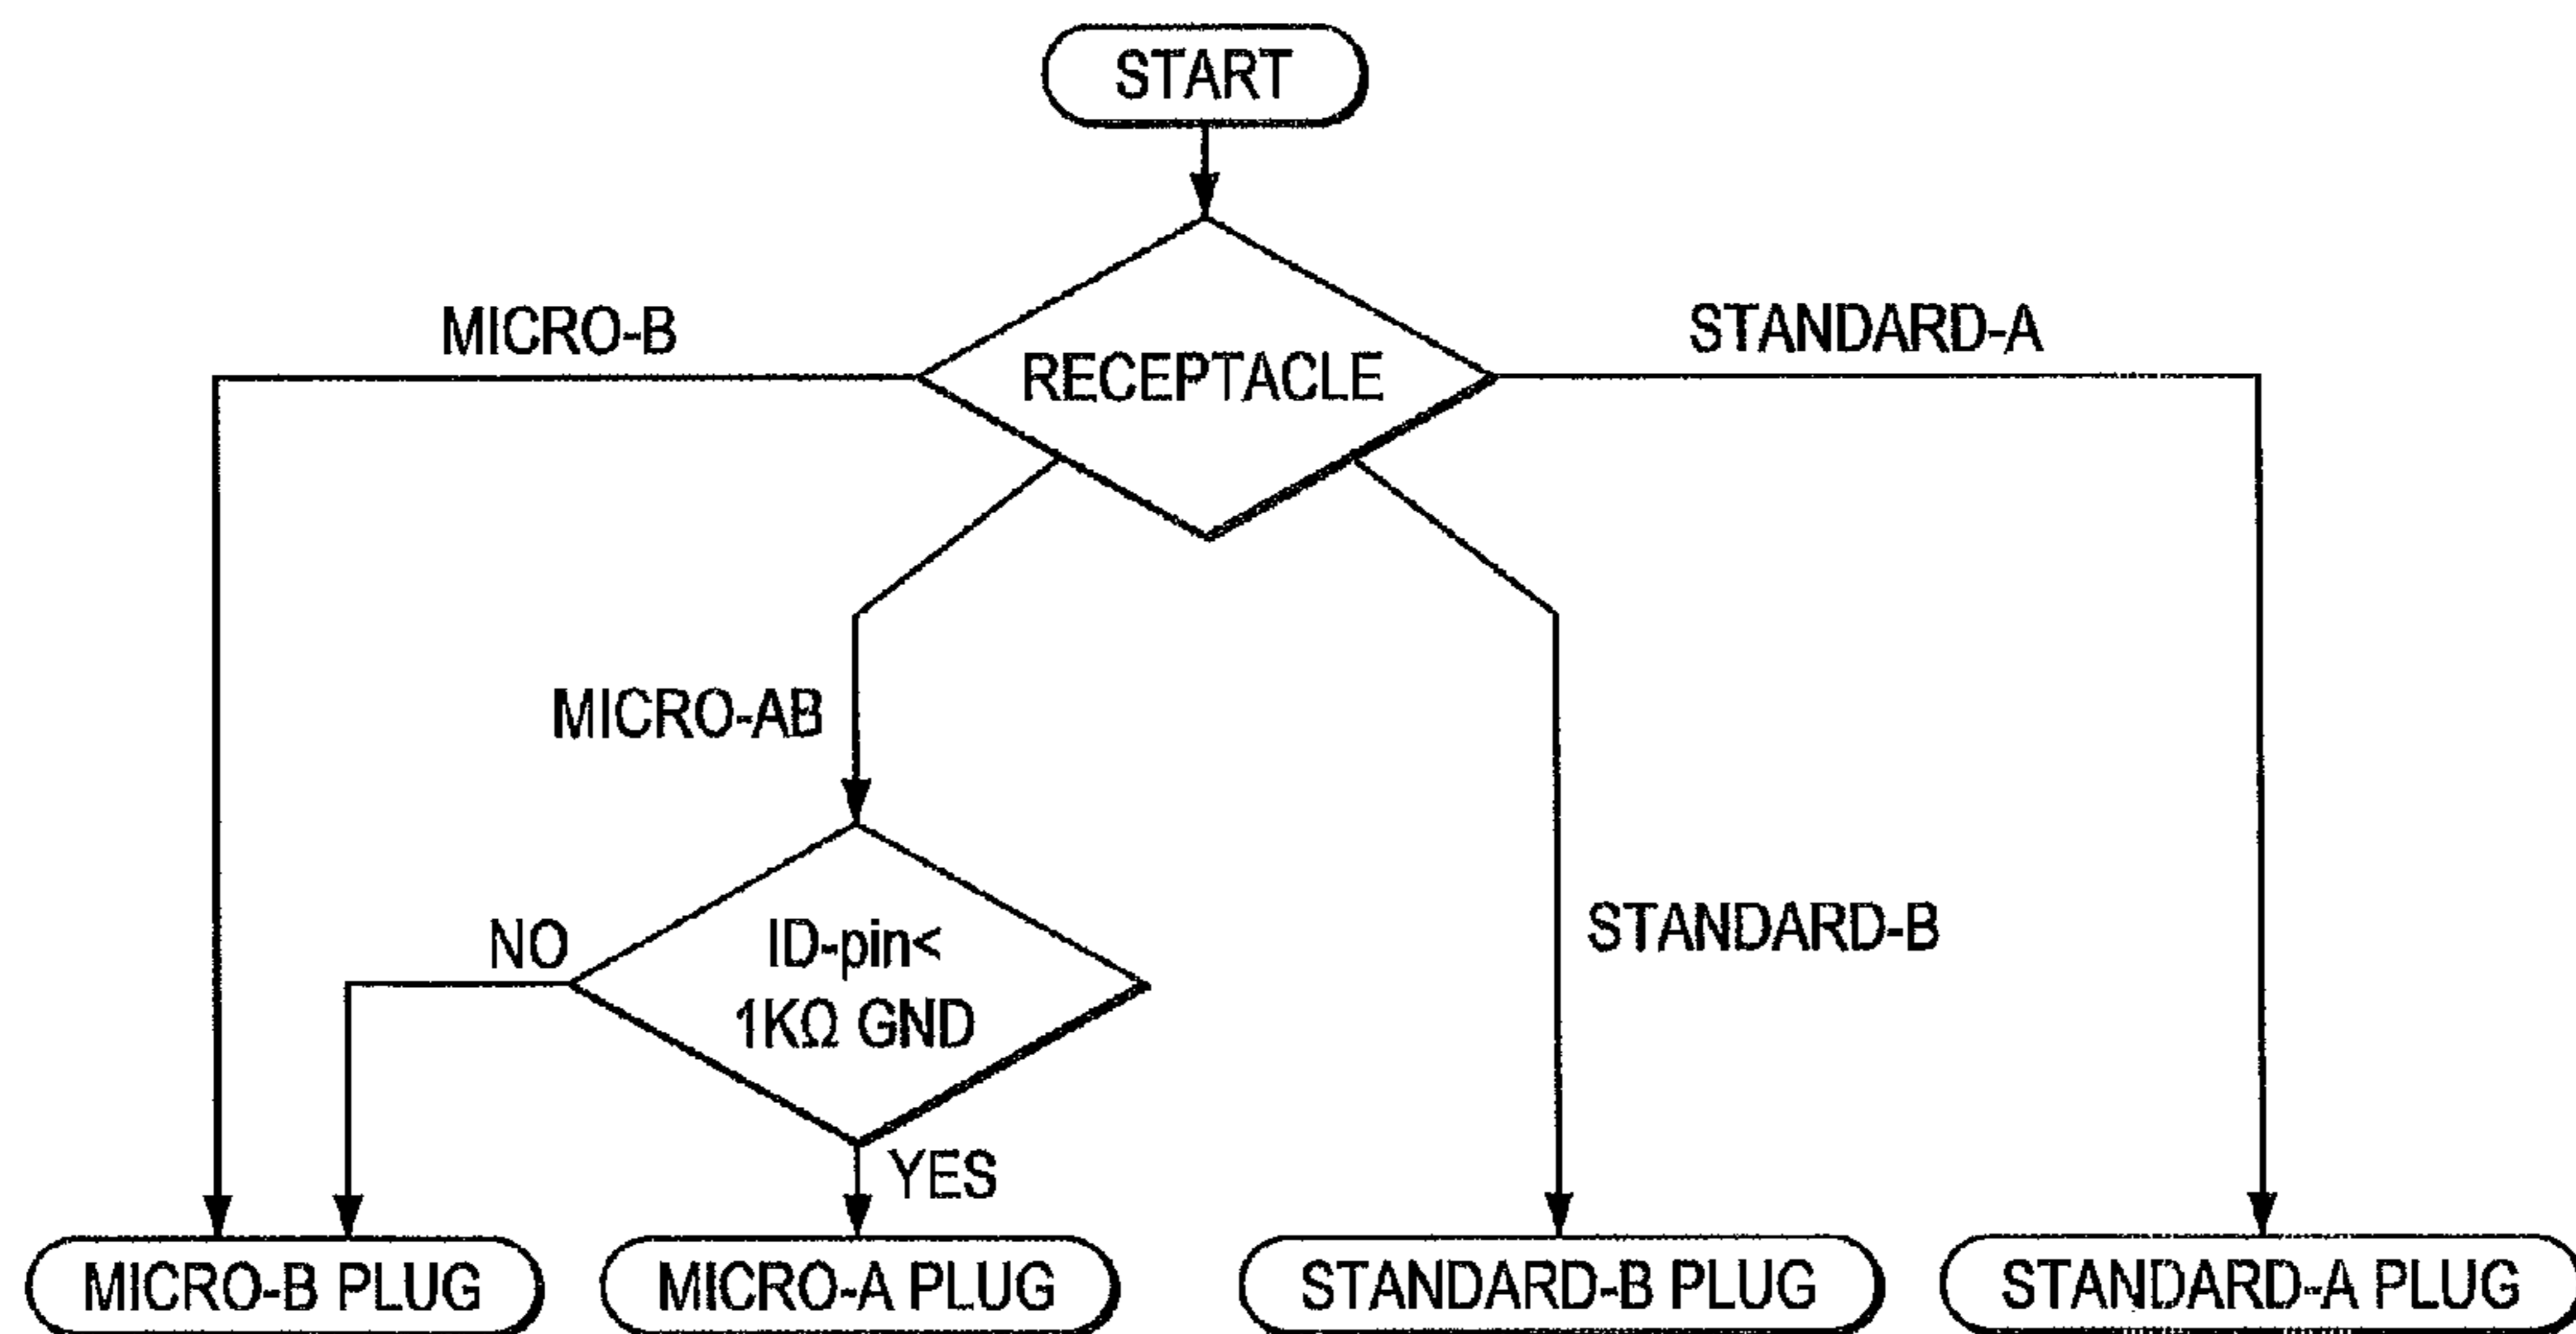 START
MICRO-B
STANDARD-A
RECEPTACLE
MICRO-AB
STANDARD-B
NO
ID-pin<
1KΩ GND
YES
MICRO-B PLUG
MICRO-A PLUG
STANDARD-B PLUG
STANDARD-A PLUG